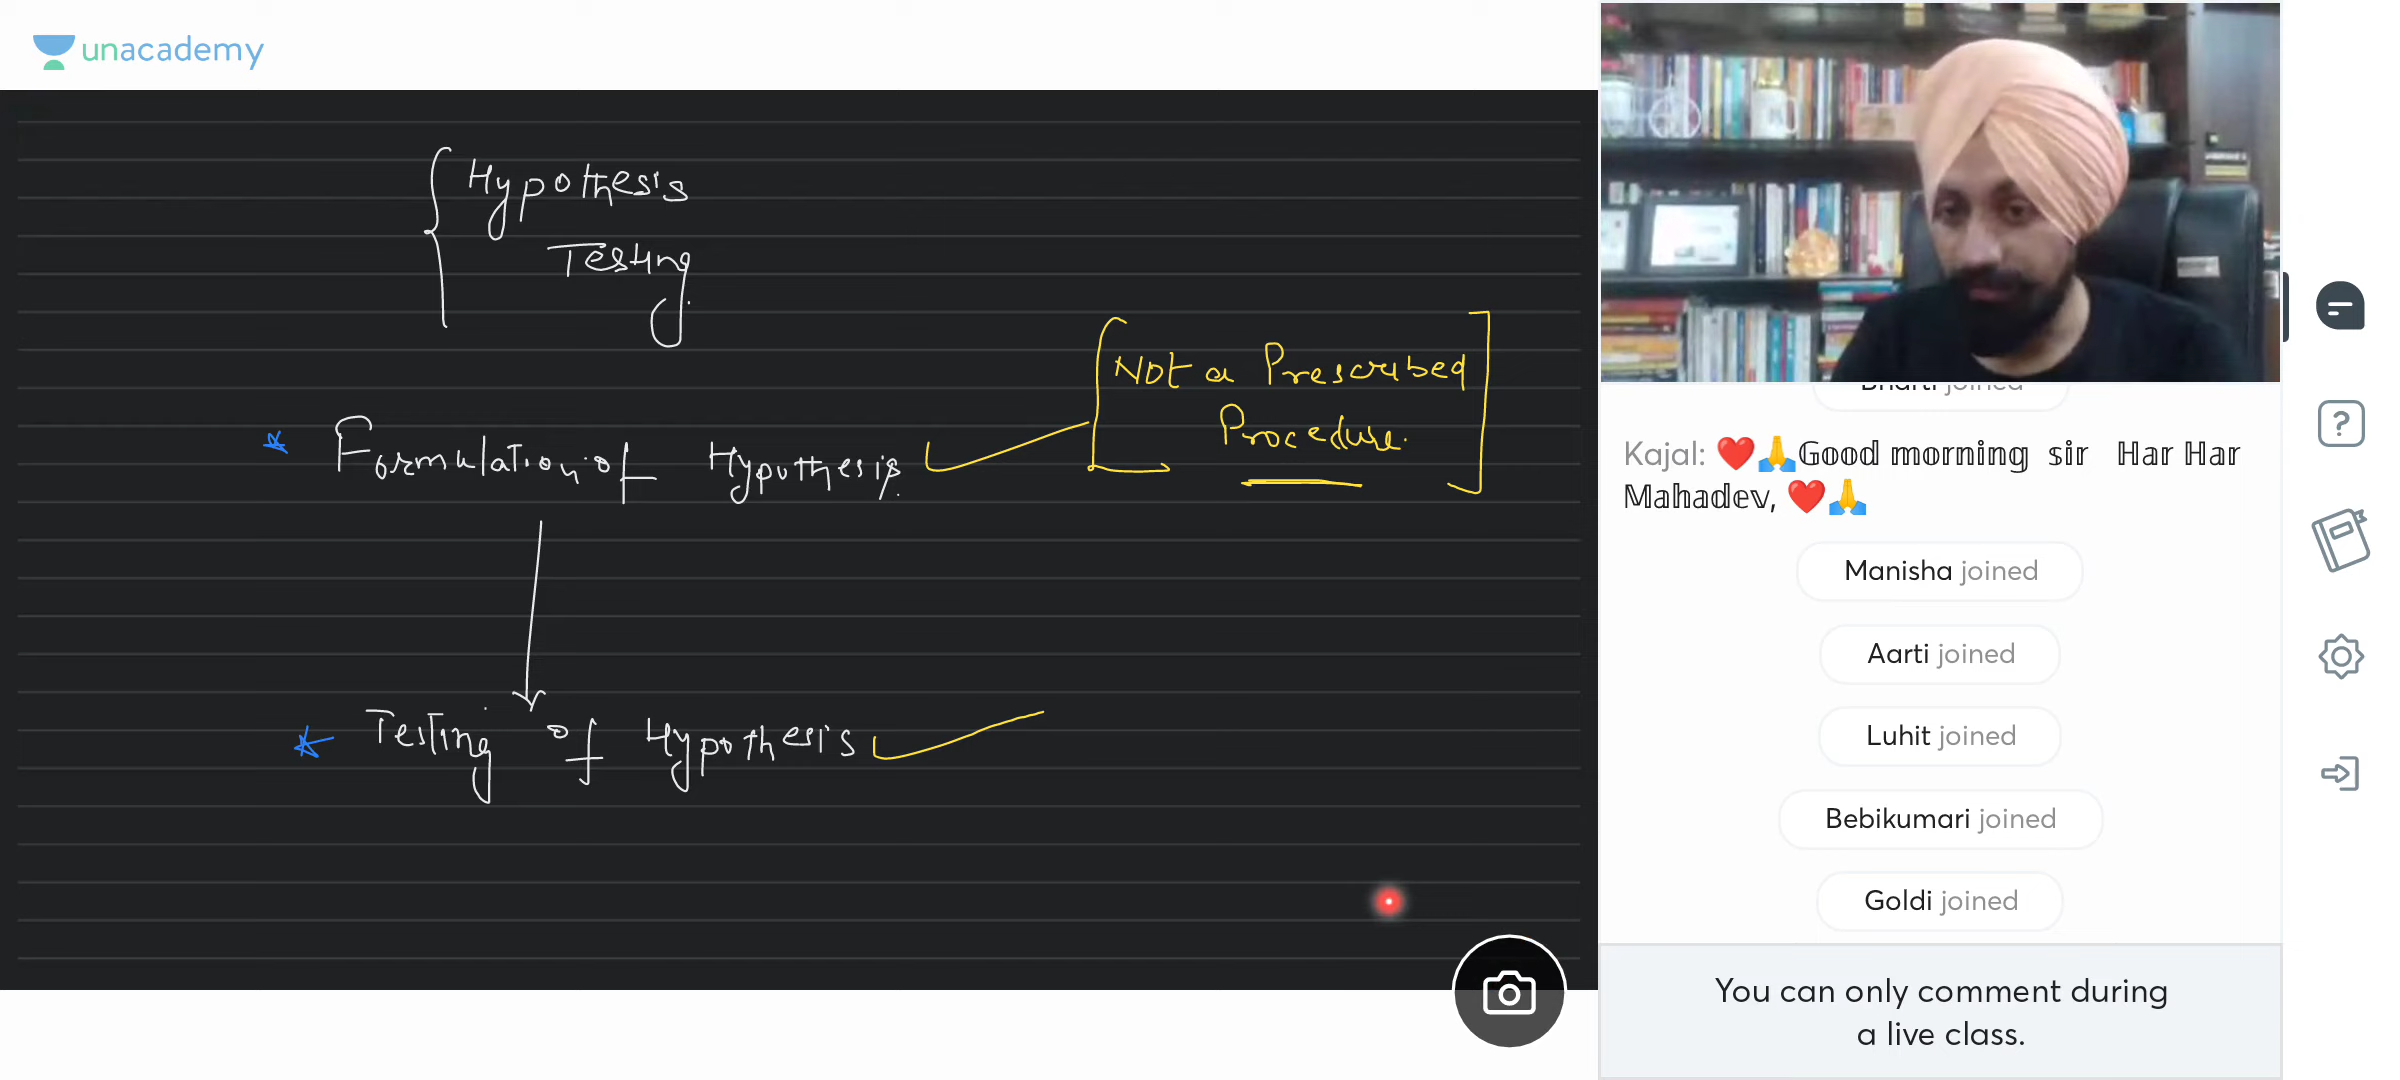 unacademy
Hypothesis
Testing
Not a Prescribed
Procedure.
Formulation of Hypothesis.
Testing of Hypothesis
joined
Kajal: ❤️🙏Good morning sir Har Har
Mahadev, ❤️🙏
Manisha joined
Aarti joined
Luhit joined
Bebikumari joined
Goldi joined
You can only comment during
a live class.
?